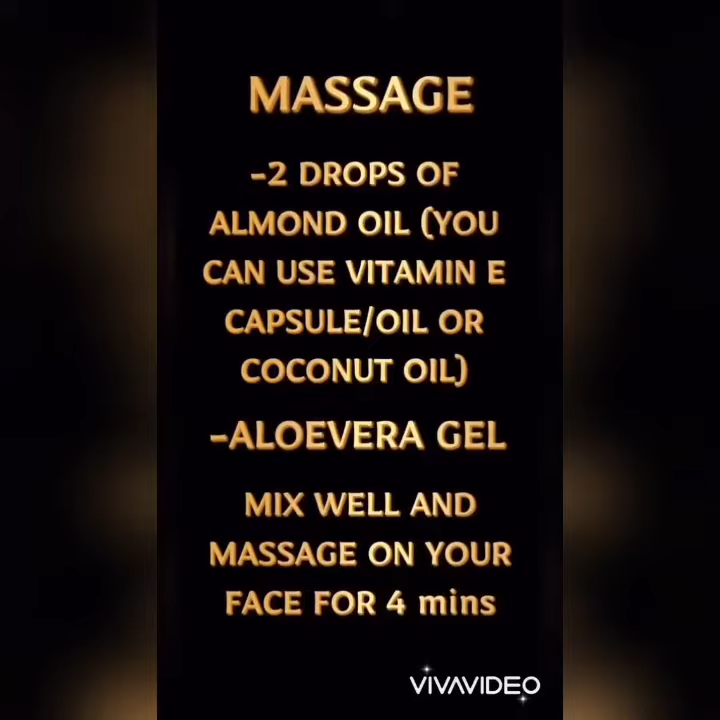 MASSAGE
-2 DROPS OF
ALMOND OIL (YOU
CAN USE VITAMIN E
CAPSULE/OIL OR
COCONUT OIL)
-ALOEVERA GEL
MIX WELL AND
MASSAGE ON YOUR
FACE FOR 4 mins
VIVAVIDEO